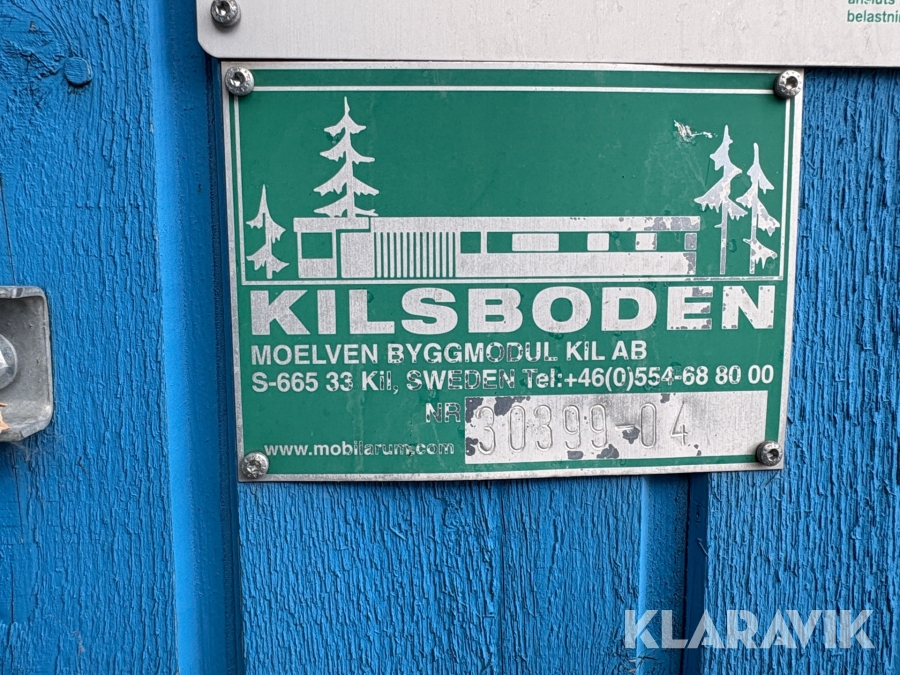 belastni
KILSBODEN
MOELVEN BYGGMODUL KIL AB
S-665 33 Kil, SWEDEN Tel:+46(0)554-68 80 00
NR 30399-04
www.mobilarum.com
KLARAVIK